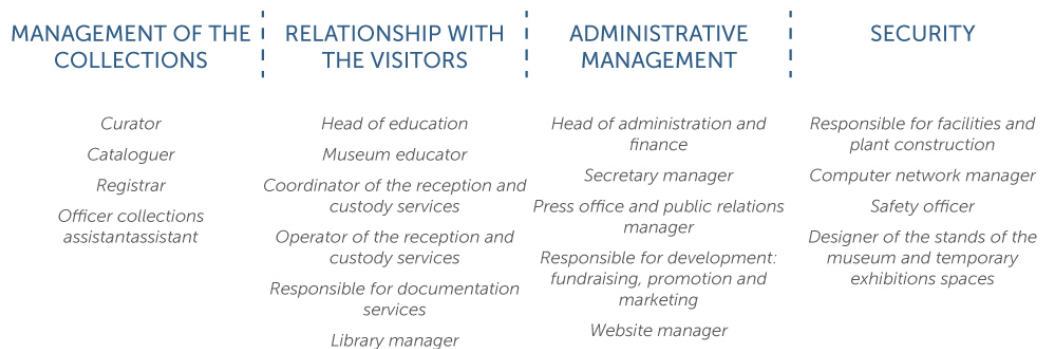 MANAGEMENT OF THE
COLLECTIONS
Curator
Cataloguer
Registrar
Officer collections
assistantassistant
RELATIONSHIP WITH
THE VISITORS
Head of education
Museum educator
Coordinator of the reception and
custody services
Operator of the reception and
custody services
Responsible for documentation
services
Library manager
ADMINISTRATIVE
MANAGEMENT
Head of administration and
finance
Secretary manager
Press office and public relations
manager
Responsible for development:
fundraising, promotion and
marketing
Website manager
SECURITY
Responsible for facilities and
plant construction
Computer network manager
Safety officer
Designer of the stands of the
museum and temporary
exhibitions spaces